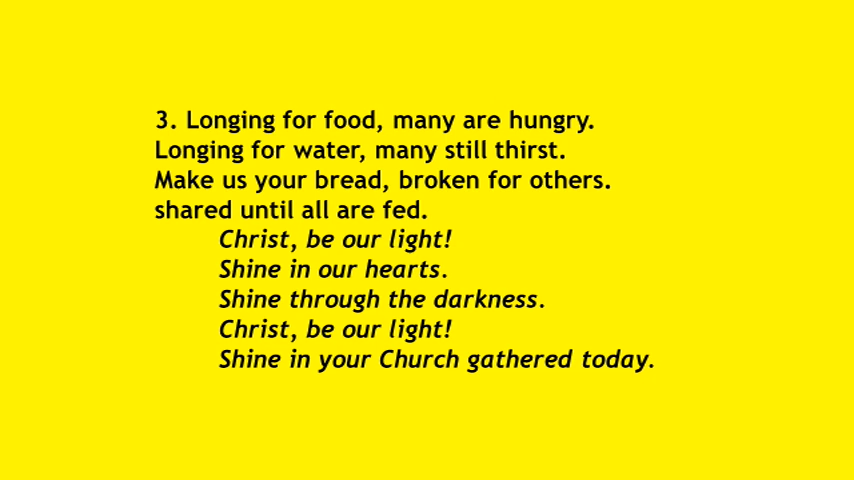 3. Longing for food, many are hungry.
Longing for water, many still thirst.
Make us your bread, broken for others.
shared until all are fed.
Christ, be our light!
Shine in our hearts.
Shine through the darkness.
Christ, be our light!
Shine in your Church gathered today.